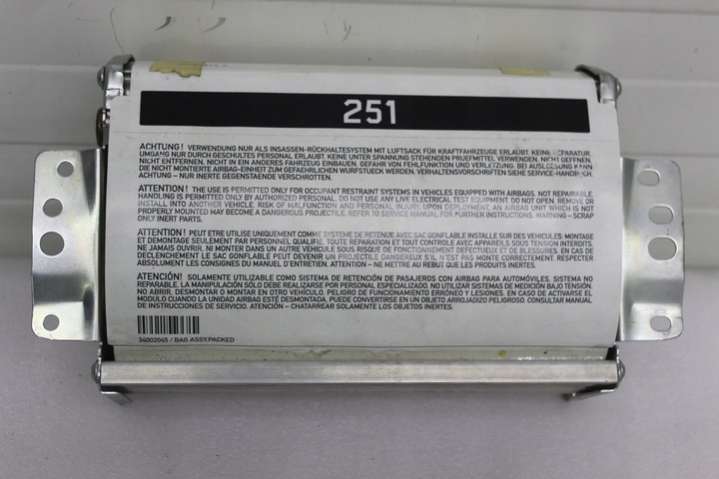 251
ACHTUNG! VERWENDUNG NUR ALS INSASSEN-RÜCKHALTESYSTEM MIT LUFTSACK FÜR KRAFTFAHRZEUGE ERLAUBT. KEINE REPARATUR,
UMGANG NUR DURCH GESCHULTES PERSONAL ERLAUBT. KEINE UNTER SPANNUNG STEHENDEN PRUEFMITTEL VERWENDEN. NICHT OEFFNEN,
NICHT ENTFERNEN, NICHT IN EIN ANDERES FAHRZEUG EINBAUEN. GEFAHR VON FEHLFUNKTION UND VERLETZUNG. BEI AUSLOESUNG KANN
DIE NICHT MONTIERTE AIRBAG-EINHEIT ZUM GEFAEHRLICHEN WURFSTUECK WERDEN. VERHALTENSVORSCHRIFTEN SIEHE SERVICE-HANDBUCH.
ACHTUNG – NUR INERTE GEGENSTAENDE VERSCHROTTEN.
ATTENTION! THE USE IS PERMITTED ONLY FOR OCCUPANT RESTRAINT SYSTEMS IN VEHICLES EQUIPPED WITH AIRBAGS. NOT REPAIRABLE.
HANDLING IS PERMITTED ONLY BY AUTHORIZED PERSONAL. DO NOT USE ANY LIVE ELECTRICAL TEST EQUIPMENT. DO NOT OPEN, REMOVE OR
INSTALL INTO ANOTHER VEHICLE. RISK OF MALFUNCTION AND PERSONAL INJURY. UPON DEPLOYMENT, AN AIRBAG UNIT WHICH IS NOT
PROPERLY MOUNTED MAY BECOME A DANGEROUS PROJECTILE. REFER TO SERVICE MANUAL FOR FURTHER INSTRUCTIONS. WARNING – SCRAP
ONLY INERT PARTS.
ATTENTION! PEUT ETRE UTILISE UNIQUEMENT COMME SYSTEME DE RETENUE AVEC SAC GONFLABLE INSTALLE SUR DES VEHICULES. MONTAGE
ET DEMONTAGE SEULEMENT PAR PERSONNEL QUALIFIE. TOUTE REPARATION ET TOUT CONTROLE AVEC APPAREILS SOUS TENSION INTERDITS.
NE JAMAIS OUVRIR, NI MONTER DANS UN AUTRE VEHICULE SOUS RISQUE DE FONCTIONNEMENT DEFECTUEUX ET DE BLESSURES. EN CAS DE
DECLENCHEMENT LE SAC GONFLABLE PEUT DEVENIR UN PROJECTILE DANGEREUX S'IL N'EST PAS MONTE CORRECTEMENT. RESPECTER
ABSOLUMENT LES CONSIGNES DU MANUEL D'ENTRETIEN. ATTENTION – NE METTRE AU REBUT QUE LES PRODUITS INERTES.
ATENCIÓN! SOLAMENTE UTILIZABLE COMO SISTEMA DE RETENCIÓN DE PASAJEROS CON AIRBAG PARA AUTOMÓVILES. SISTEMA NO
REPARABLE. LA MANIPULACIÓN SÓLO DEBE REALIZARSE POR PERSONAL ESPECIALIZADO. NO UTILIZAR SISTEMAS DE MEDICIÓN BAJO TENSIÓN.
NO ABRIR, DESMONTAR O MONTAR EN OTRO VEHÍCULO. PELIGRO DE FUNCIONAMIENTO ERRÓNEO Y LESIONES. EN CASO DE ACTIVARSE EL
MODULO CUANDO LA UNIDAD AIRBAG ESTÉ DESMONTADA, PUEDE CONVERTIRSE EN UN OBJETO ARROJADIZO PELIGROSO. CONSULTAR MANUAL
DE INSTRUCCIONES DE SERVICIO. ATENCIÓN – CHATARREAR SOLAMENTE LOS OBJETOS INERTES.
34002045 / BAG ASSY.PACKED